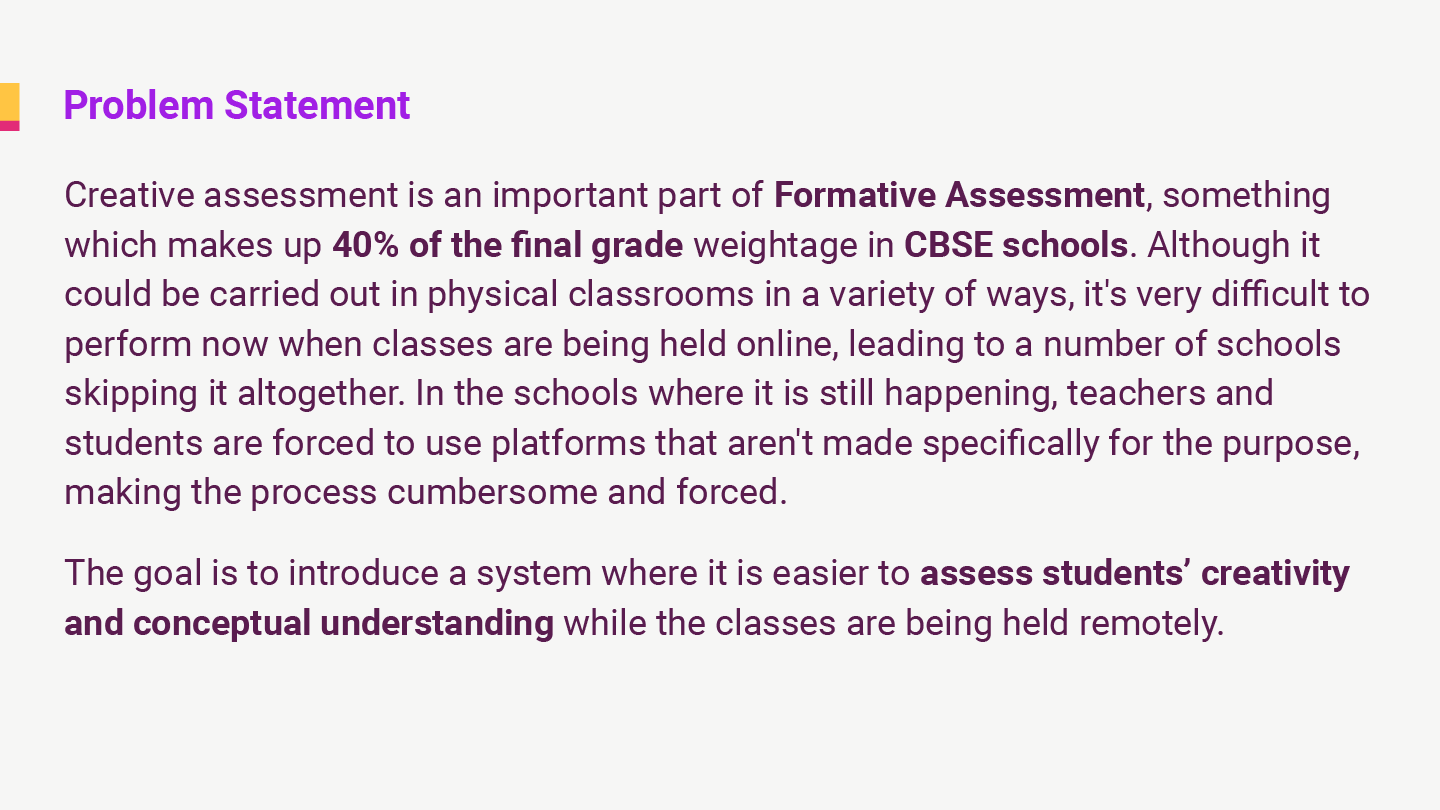 Problem Statement
Creative assessment is an important part of Formative Assessment, something
which makes up 40% of the final grade weightage in CBSE schools. Although it
could be carried out in physical classrooms in a variety of ways, it's very difficult to
perform now when classes are being held online, leading to a number of schools
skipping it altogether. In the schools where it is still happening, teachers and
students are forced to use platforms that aren't made specifically for the purpose,
making the process cumbersome and forced.
The goal is to introduce a system where it is easier to assess students’ creativity
and conceptual understanding while the classes are being held remotely.